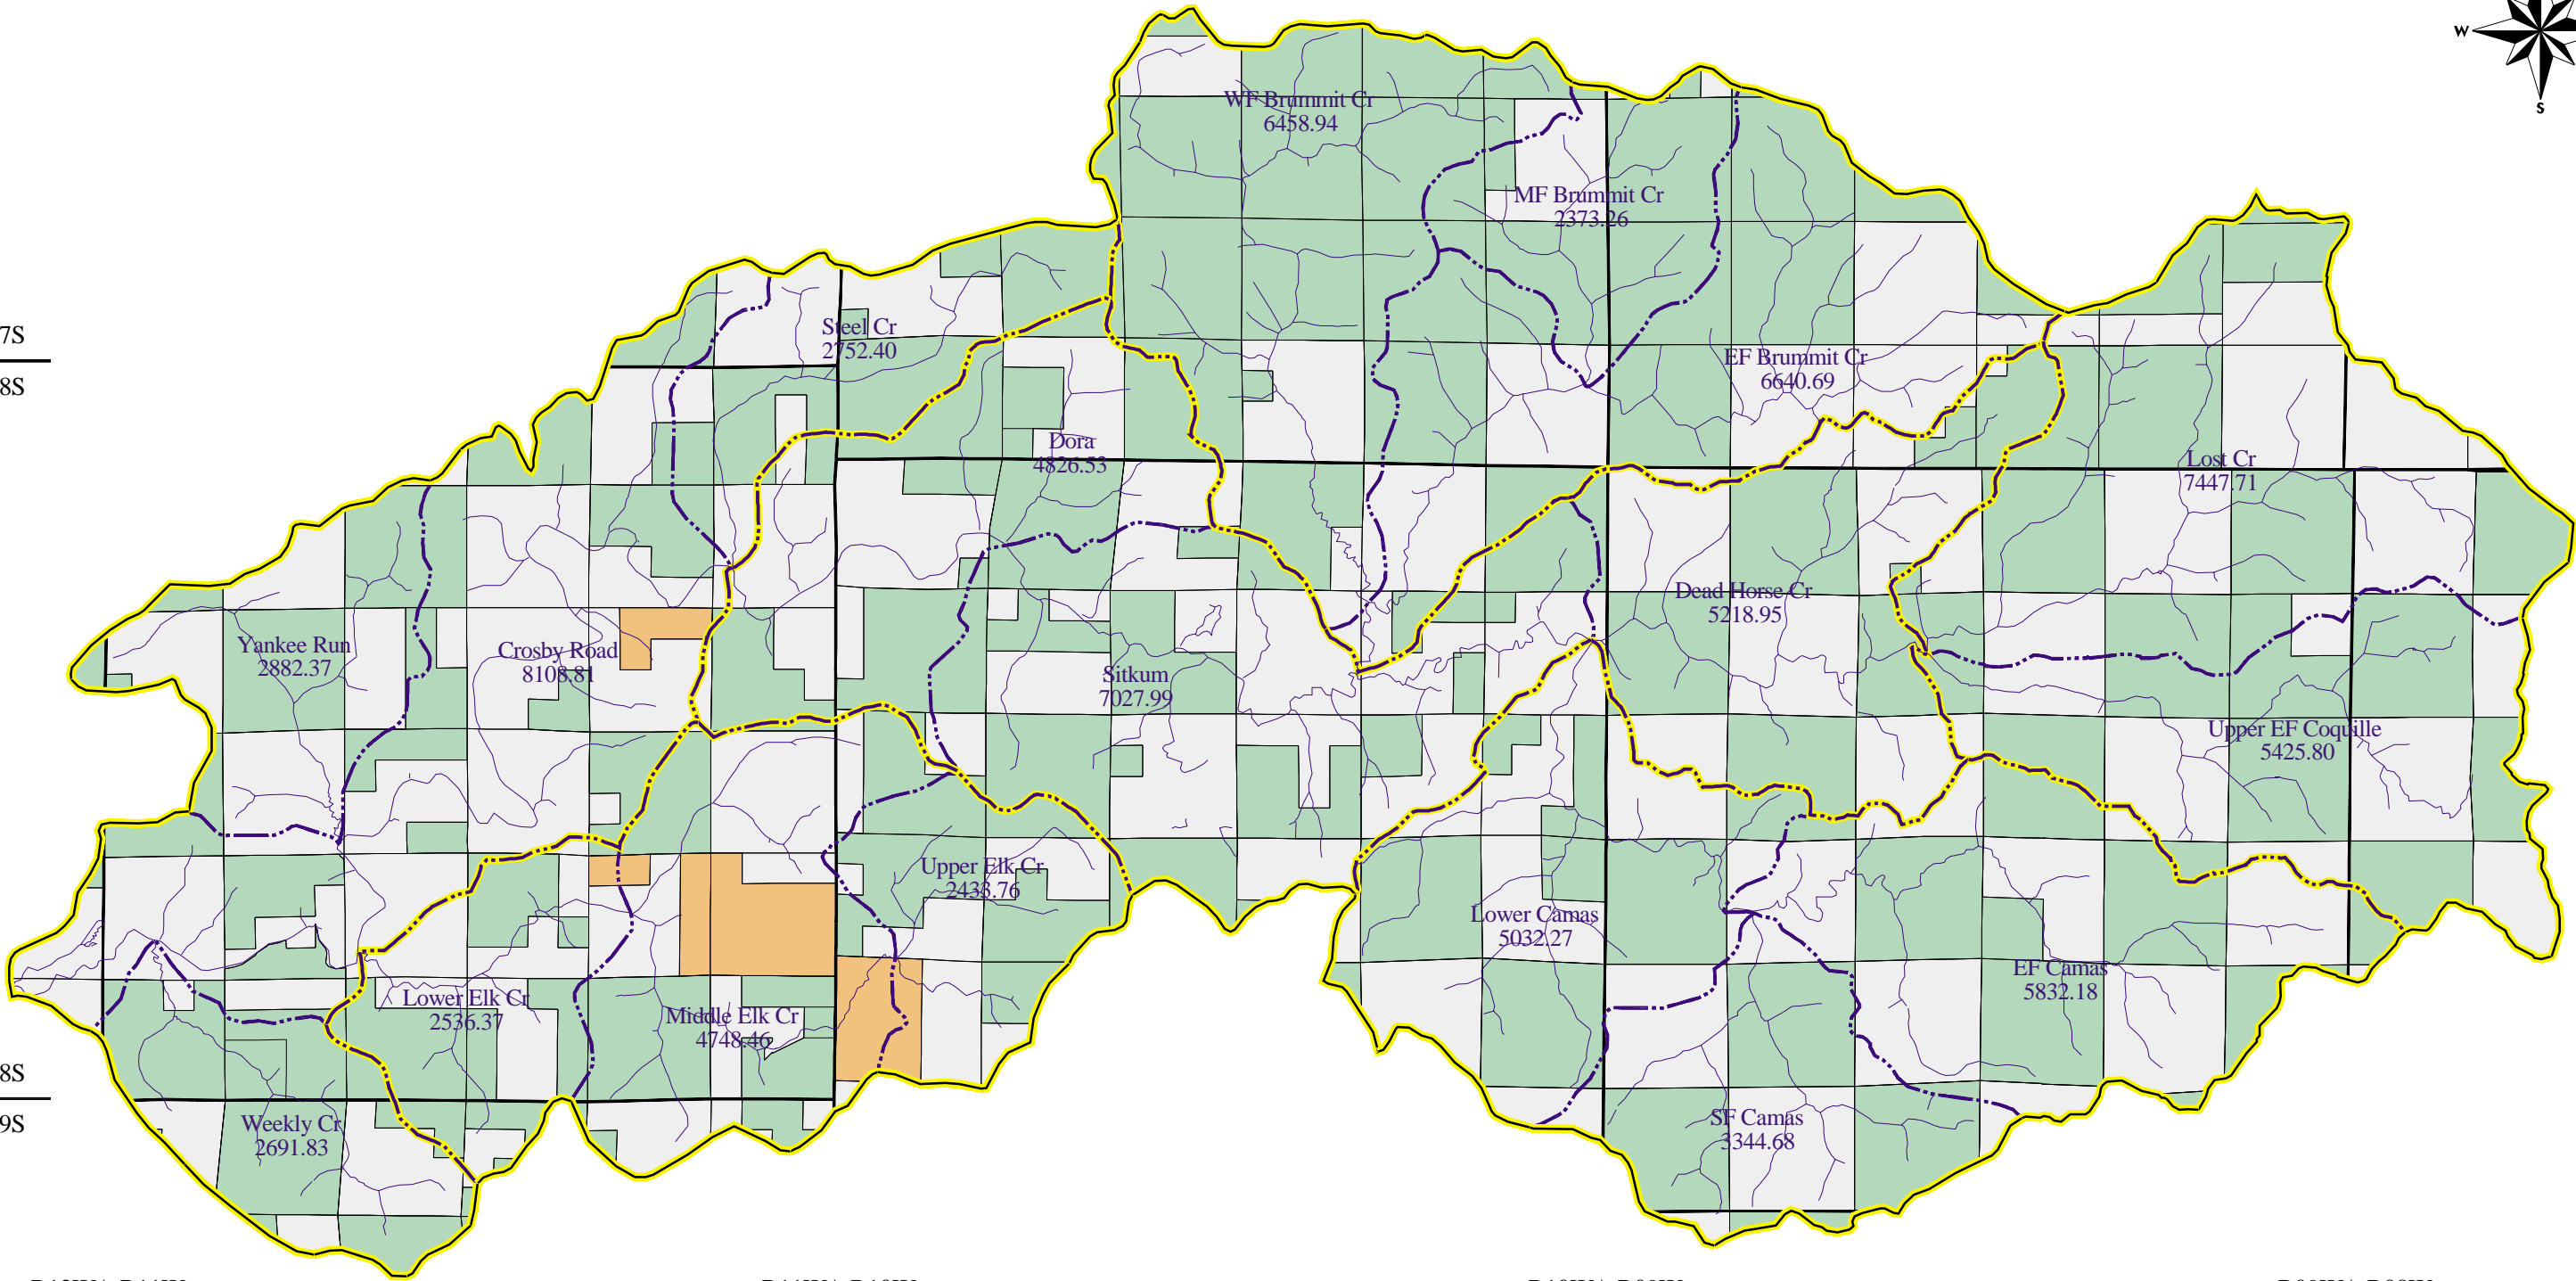 W
S
WF Brummit Cr
6458.94
MF Brummit Cr
2373.26
7S
8S
Steel Cr
2752.40
EF Brummit Cr
6640.69
Dora
4826.53
Lost Cr
7447.71
Dead Horse Cr
5218.95
Yankee Run
2882.37
Crosby Road
8108.81
Sitkum
7027.99
Upper EF Coquille
5425.80
Upper Elk Cr
2433.76
Lower Camas
5032.27
EF Camas
5832.18
Lower Elk Cr
2536.37
Middle Elk Cr
4748.46
8S
9S
Weekly Cr
2691.83
SF Camas
3344.68